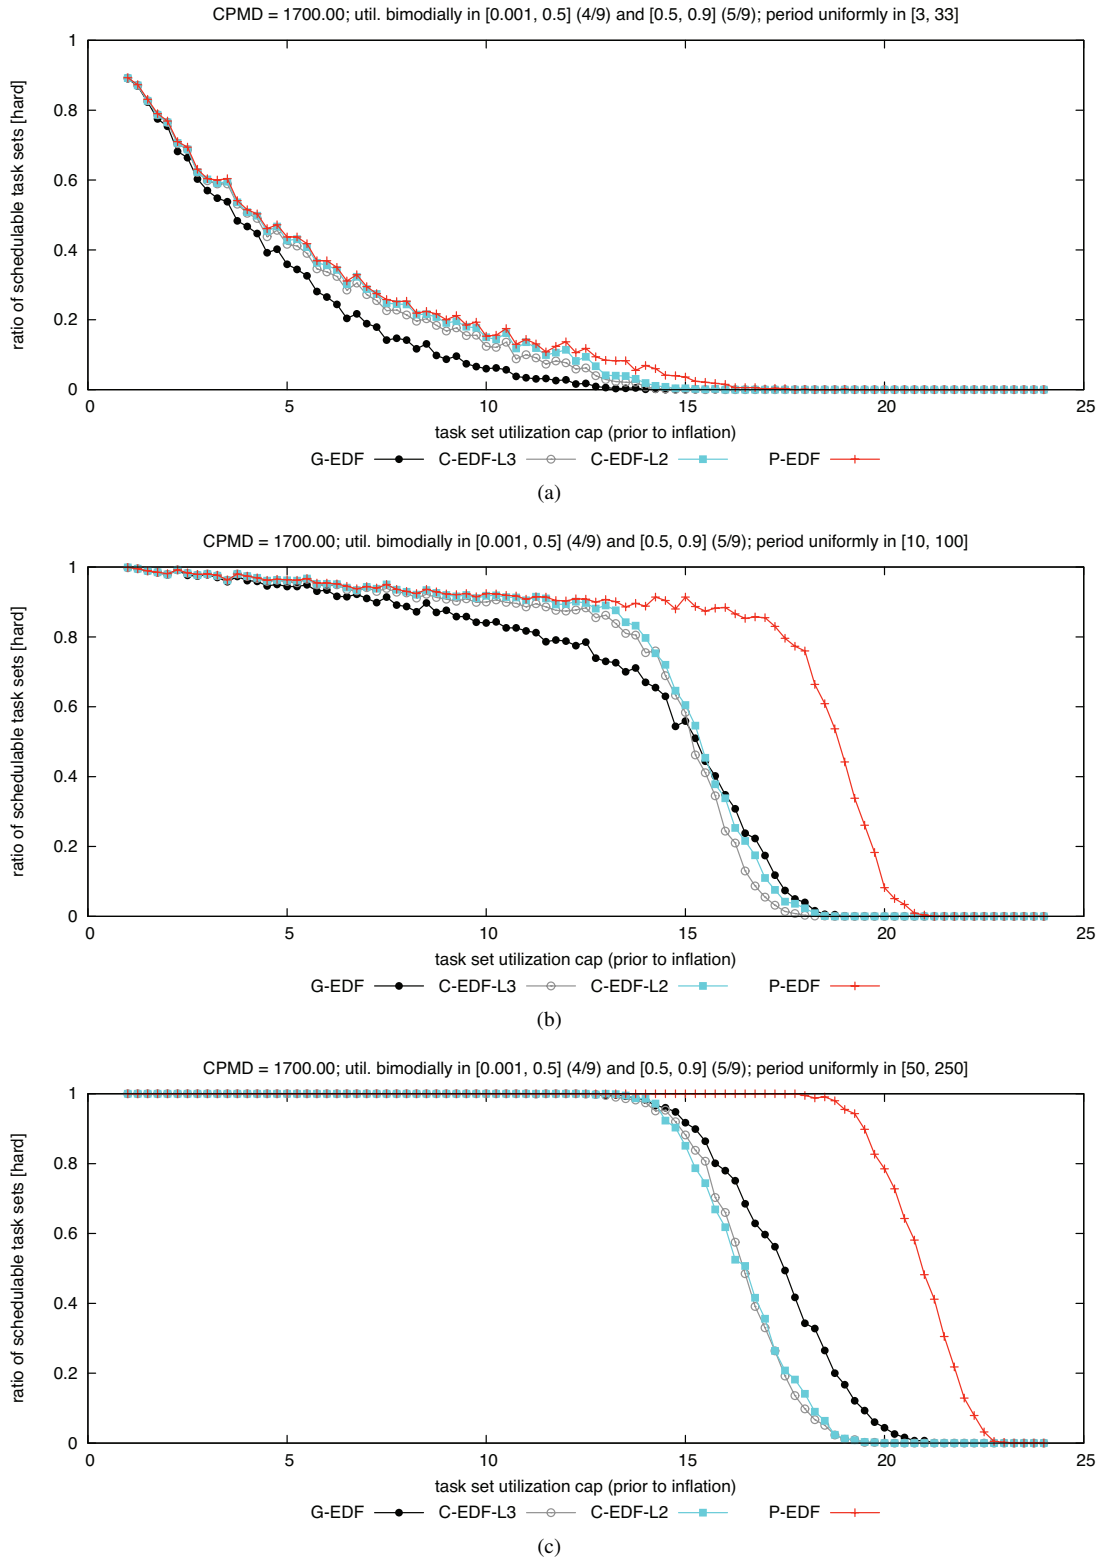 CPMD = 1700.00; util. bimodially in [0.001, 0.5] (4/9) and [0.5, 0.9] (5/9); period uniformly in [3, 33]
ratio of schedulable task sets [hard]
1
0.8
0.6
0.4
0.2
0
0 5 10 15 20 25
task set utilization cap (prior to inflation)
G-EDF C-EDF-L3 C-EDF-L2 P-EDF
(a)
CPMD = 1700.00; util. bimodially in [0.001, 0.5] (4/9) and [0.5, 0.9] (5/9); period uniformly in [10, 100]
ratio of schedulable task sets [hard]
1
0.8
0.6
0.4
0.2
0
0 5 10 15 20 25
task set utilization cap (prior to inflation)
G-EDF C-EDF-L3 C-EDF-L2 P-EDF
(b)
CPMD = 1700.00; util. bimodially in [0.001, 0.5] (4/9) and [0.5, 0.9] (5/9); period uniformly in [50, 250]
ratio of schedulable task sets [hard]
1
0.8
0.6
0.4
0.2
0
0 5 10 15 20 25
task set utilization cap (prior to inflation)
G-EDF C-EDF-L3 C-EDF-L2 P-EDF
(c)